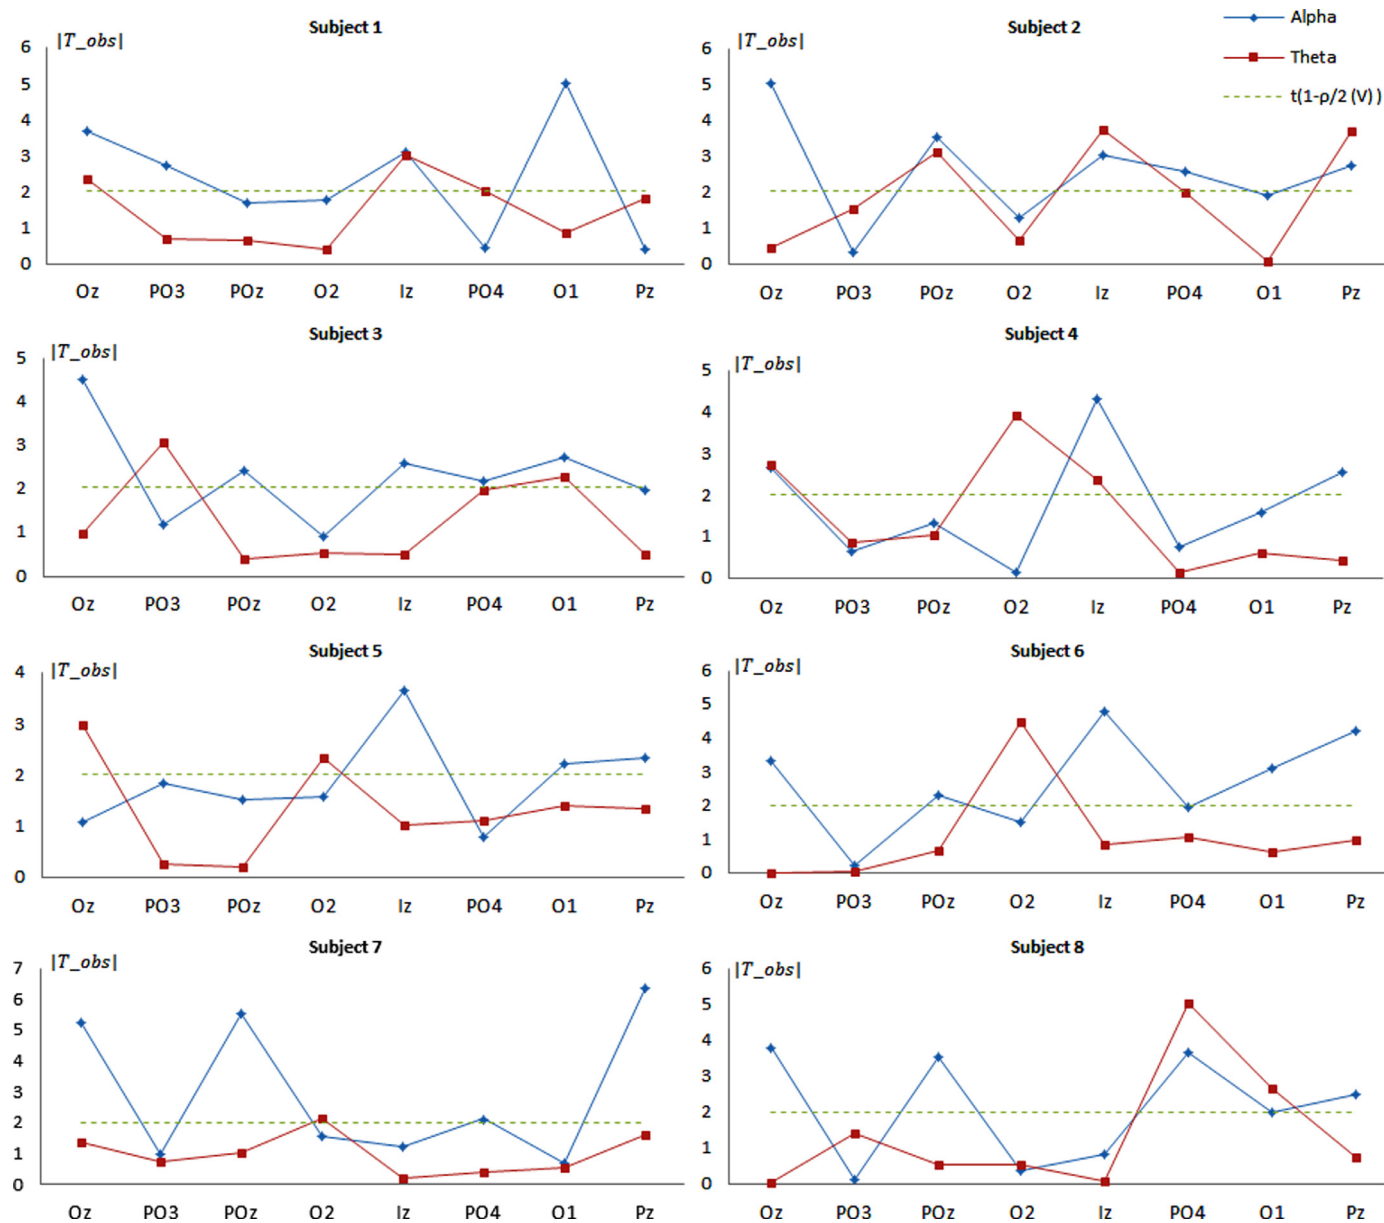 Subject 1
|T_obs|
6
5
4
3
2
1
0
Oz PO3 POz O2 Iz PO4 O1 Pz
Subject 2
|T_obs|
6
5
4
3
2
1
0
Oz PO3 POz O2 Iz PO4 O1 Pz
Alpha
Theta
t(1-ρ/2 (V) )
Subject 3
|T_obs|
5
4
3
2
1
0
Oz PO3 POz O2 Iz PO4 O1 Pz
Subject 4
|T_obs|
5
4
3
2
1
0
Oz PO3 POz O2 Iz PO4 O1 Pz
Subject 5
|T_obs|
4
3
2
1
0
Oz PO3 POz O2 Iz PO4 O1 Pz
Subject 6
|T_obs|
6
5
4
3
2
1
0
Oz PO3 POz O2 Iz PO4 O1 Pz
Subject 7
|T_obs|
7
6
5
4
3
2
1
0
Oz PO3 POz O2 Iz PO4 O1 Pz
Subject 8
|T_obs|
6
5
4
3
2
1
0
Oz PO3 POz O2 Iz PO4 O1 Pz